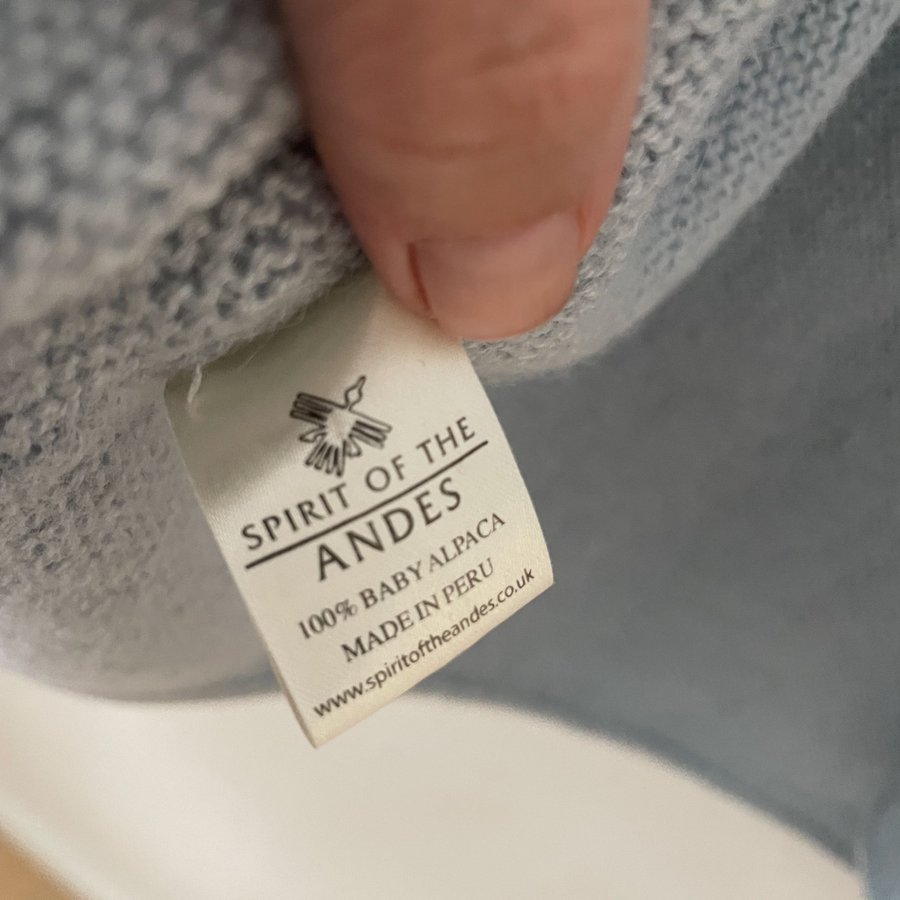 SPIRIT OF THE
ANDES
100% BABY ALPACA
MADE IN PERU
www.spiritoftheandes.co.uk